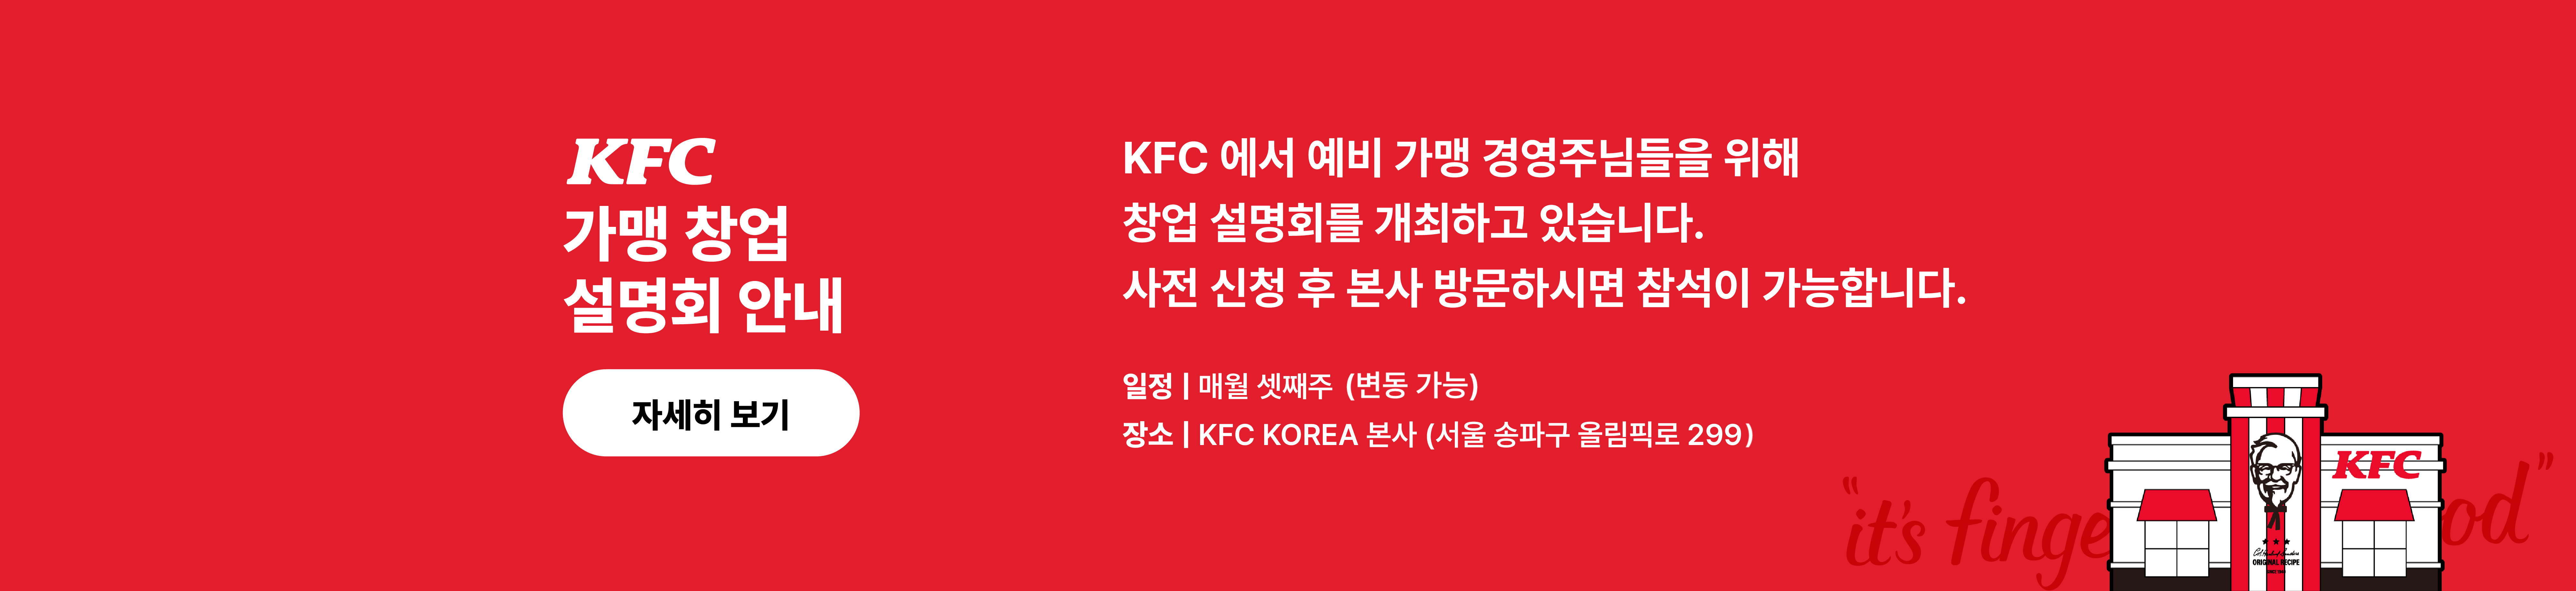 KFC
가맹 창업
설명회 안내
자세히 보기
KFC 에서 예비 가맹 경영주님들을 위해
창업 설명회를 개최하고 있습니다.
사전 신청 후 본사 방문하시면 참석이 가능합니다.
일정 | 매월 셋째주 (변동 가능)
장소 | KFC KOREA 본사 (서울 송파구 올림픽로 299)
“it's finge
ood”
KFC
ORIGINAL RECIPE